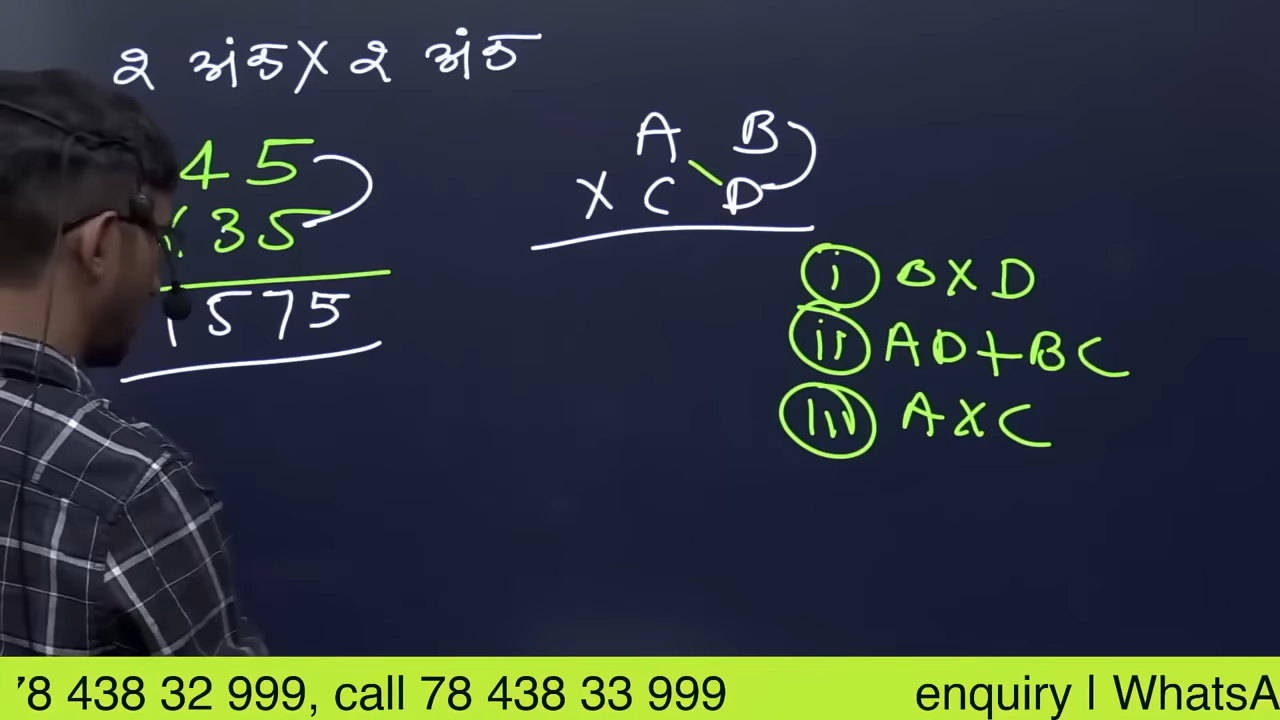 ૨ અંક X ૨ અંક
45
X 35
1575
A B
X C D
i B X D
ii AD+BC
iii A X C
78 438 32 999, call 78 438 33 999 enquiry | WhatsA